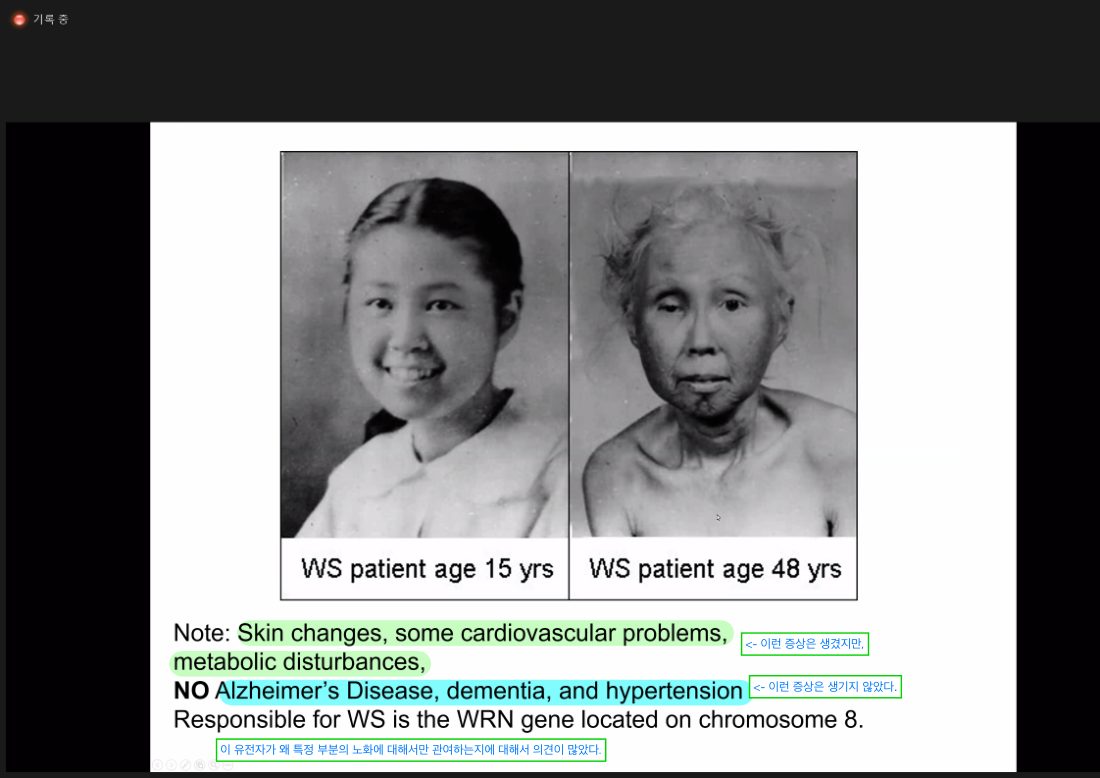 기록 중
WS patient age 15 yrs
WS patient age 48 yrs
Note: Skin changes, some cardiovascular problems,
<- 이런 증상은 생겼지만,
metabolic disturbances,
NO Alzheimer’s Disease, dementia, and hypertension
<- 이런 증상은 생기지 않았다.
Responsible for WS is the WRN gene located on chromosome 8.
이 유전자가 왜 특정 부분의 노화에 대해서만 관여하는지에 대해서 의견이 많았다.